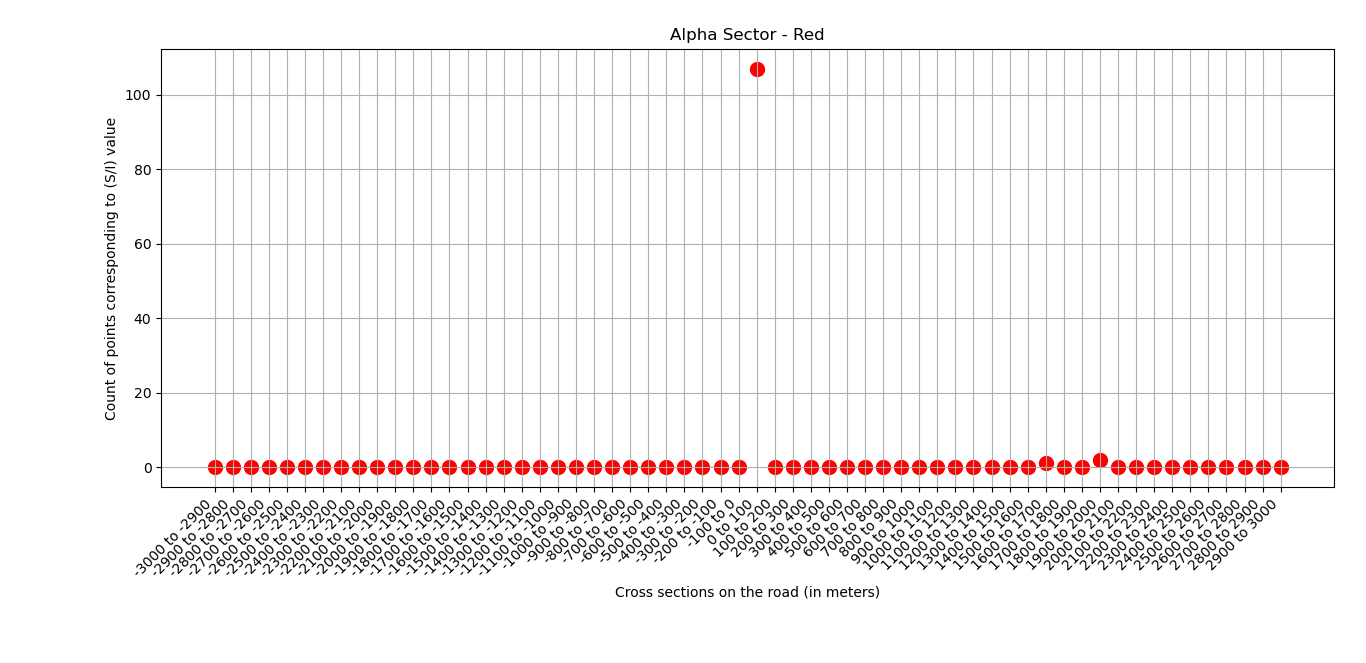 Alpha Sector - Red
Count of points corresponding to (S/I) value
100
80
60
40
20
0
-3000 to -2900
-2900 to -2800
-2800 to -2700
-2700 to -2600
-2600 to -2500
-2500 to -2400
-2400 to -2300
-2300 to -2200
-2200 to -2100
-2100 to -2000
-2000 to -1900
-1900 to -1800
-1800 to -1700
-1700 to -1600
-1600 to -1500
-1500 to -1400
-1400 to -1300
-1300 to -1200
-1200 to -1100
-1100 to -1000
-1000 to -900
-900 to -800
-800 to -700
-700 to -600
-600 to -500
-500 to -400
-400 to -300
-300 to -200
-200 to -100
-100 to 0
0 to 100
100 to 200
200 to 300
300 to 400
400 to 500
500 to 600
600 to 700
700 to 800
800 to 900
900 to 1000
1000 to 1100
1100 to 1200
1200 to 1300
1300 to 1400
1400 to 1500
1500 to 1600
1600 to 1700
1700 to 1800
1800 to 1900
1900 to 2000
2000 to 2100
2100 to 2200
2200 to 2300
2300 to 2400
2400 to 2500
2500 to 2600
2600 to 2700
2700 to 2800
2800 to 2900
2900 to 3000
Cross sections on the road (in meters)